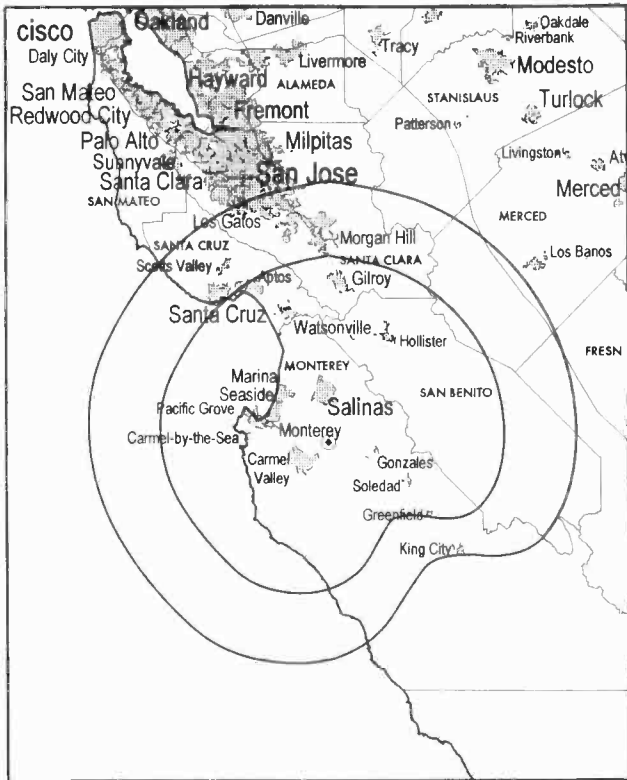 cisco
Oakland
Danville
Oakdale
Riverbank
Daly City
Tracy
Livermore
Hayward
ALAMEDA
Modesto
San Mateo
STANISLAUS
Redwood City
Fremont
Turlock
Patterson
Palo Alto
Milpitas
Sunnyvale
Livingston
At
San Jose
Santa Clara
Merced
SAN MATEO
Los Gatos
MERCED
Morgan Hill
SANTA CRUZ
Los Banos
SANTA CLARA
Scotts Valley
Aptos
Gilroy
Santa Cruz
Watsonville
Hollister
FRESN
MONTEREY
Marina
SAN BENITO
Seaside
Pacific Grove
Salinas
Monterey
Carmel-by-the-Sea
Carmel
Valley
Gonzales
Soledad
Greenfield
King City